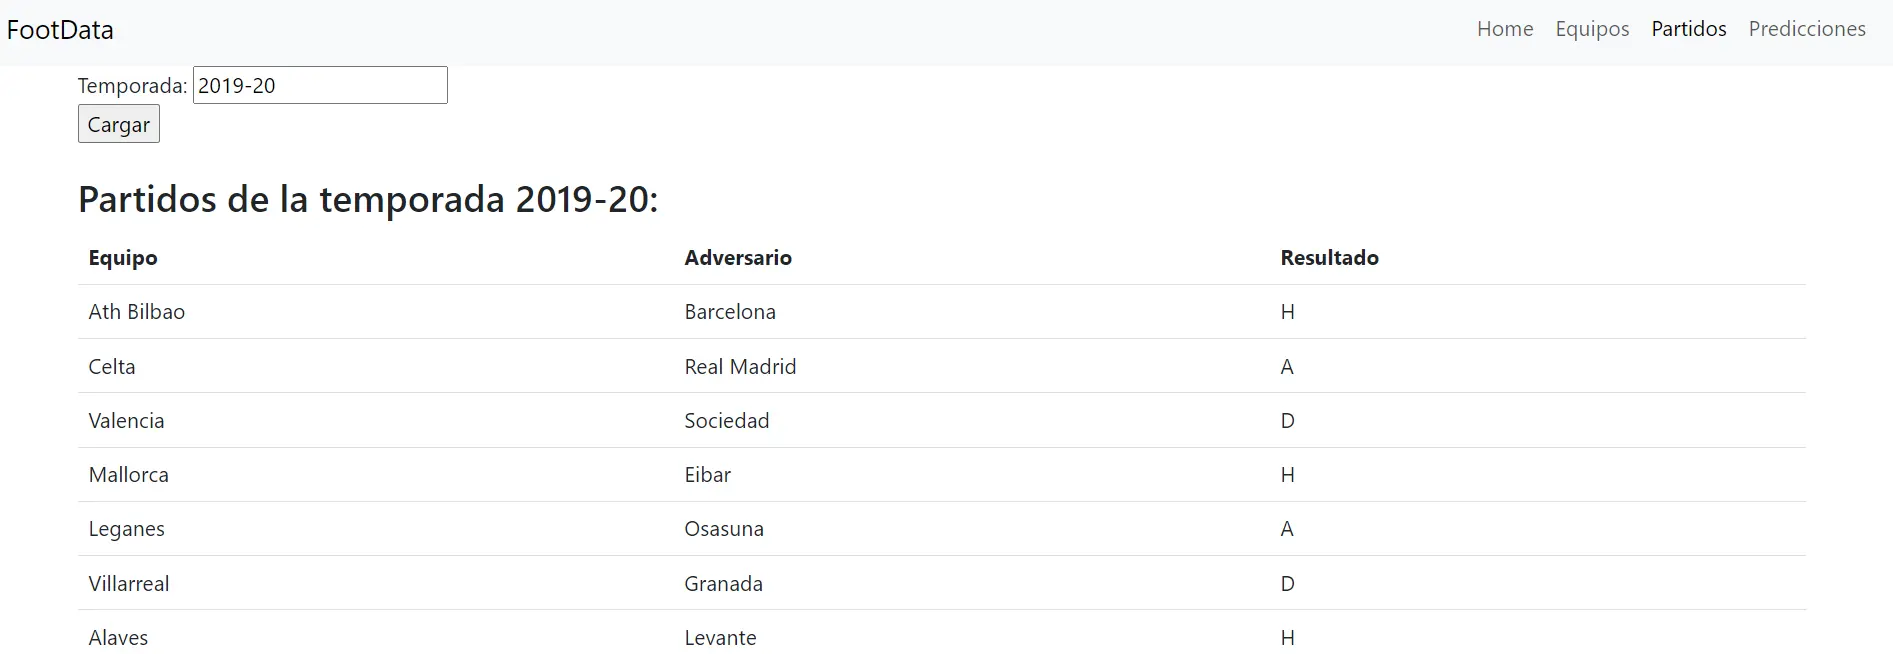 FootData Home Equipos Partidos Predicciones
Temporada: 2019-20
Cargar
Partidos de la temporada 2019-20:
Equipo Adversario Resultado
Ath Bilbao Barcelona H
Celta Real Madrid A
Valencia Sociedad D
Mallorca Eibar H
Leganes Osasuna A
Villarreal Granada D
Alaves Levante H